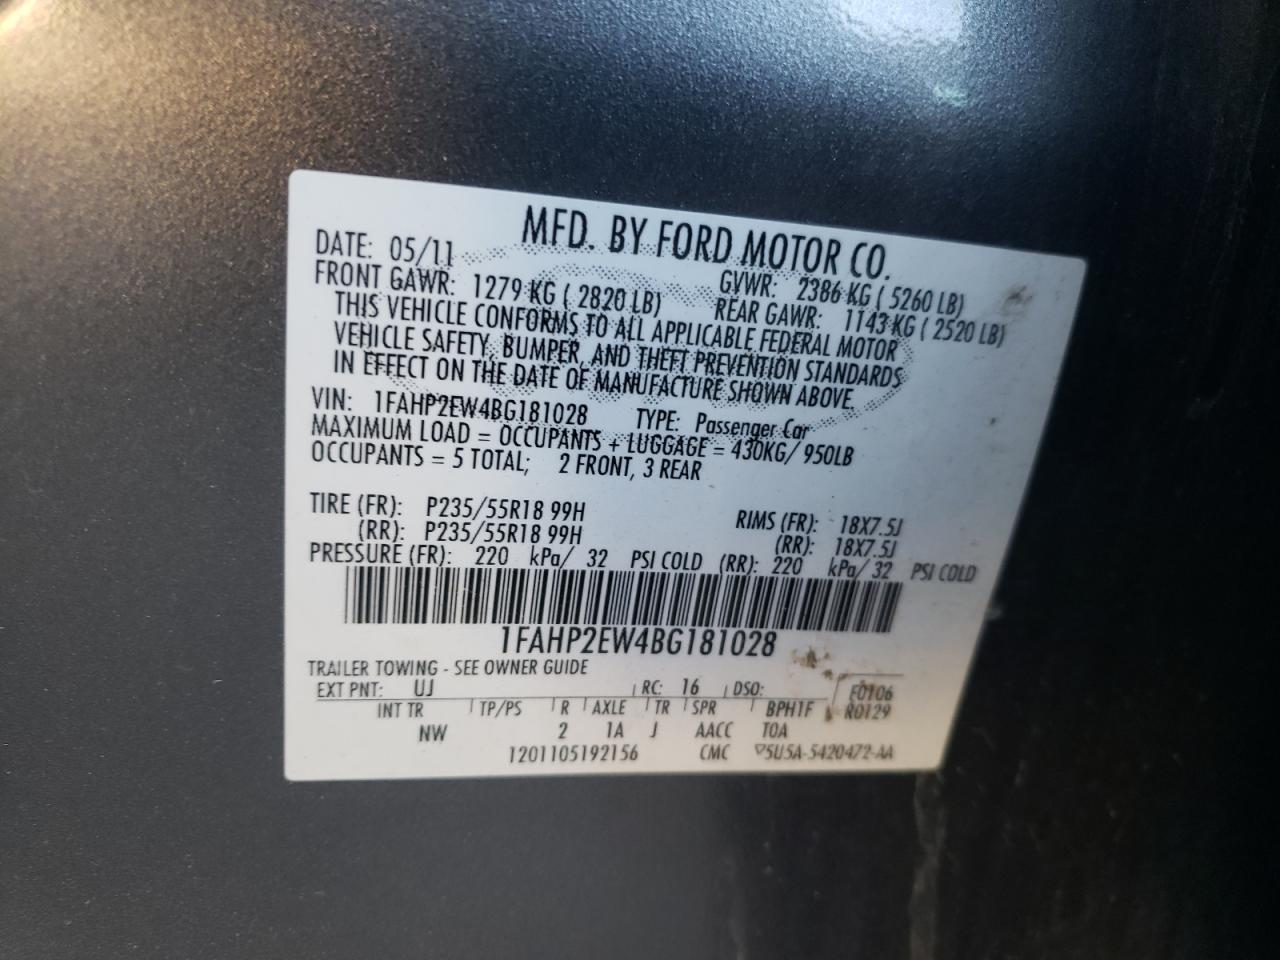 MFD. BY FORD MOTOR CO.
DATE: 05/11 GVWR: 2386 KG ( 5260 LB)
FRONT GAWR: 1279 KG ( 2820 LB) REAR GAWR: 1143 KG ( 2520 LB)
THIS VEHICLE CONFORMS TO ALL APPLICABLE FEDERAL MOTOR
VEHICLE SAFETY, BUMPER, AND THEFT PREVENTION STANDARDS
IN EFFECT ON THE DATE OF MANUFACTURE SHOWN ABOVE.
VIN: 1FAHP2EW4BG181028 TYPE: Passenger Car
MAXIMUM LOAD = OCCUPANTS + LUGGAGE = 430KG/ 950LB
OCCUPANTS = 5 TOTAL; 2 FRONT, 3 REAR
TIRE (FR): P235/55R18 99H RIMS (FR): 18X7.5J
(RR): P235/55R18 99H (RR): 18X7.5J
PRESSURE (FR): 220 kPa/ 32 PSI COLD (RR): 220 kPa/ 32 PSI COLD
1FAHP2EW4BG181028
TRAILER TOWING - SEE OWNER GUIDE
EXT PNT: UJ RC: 16 DSO: F0106
INT TR TP/PS R AXLE TR SPR BPH1F R0129
NW 2 1A J AACC TOA
1201105192156 CMC ▽5U5A-5420472-AA